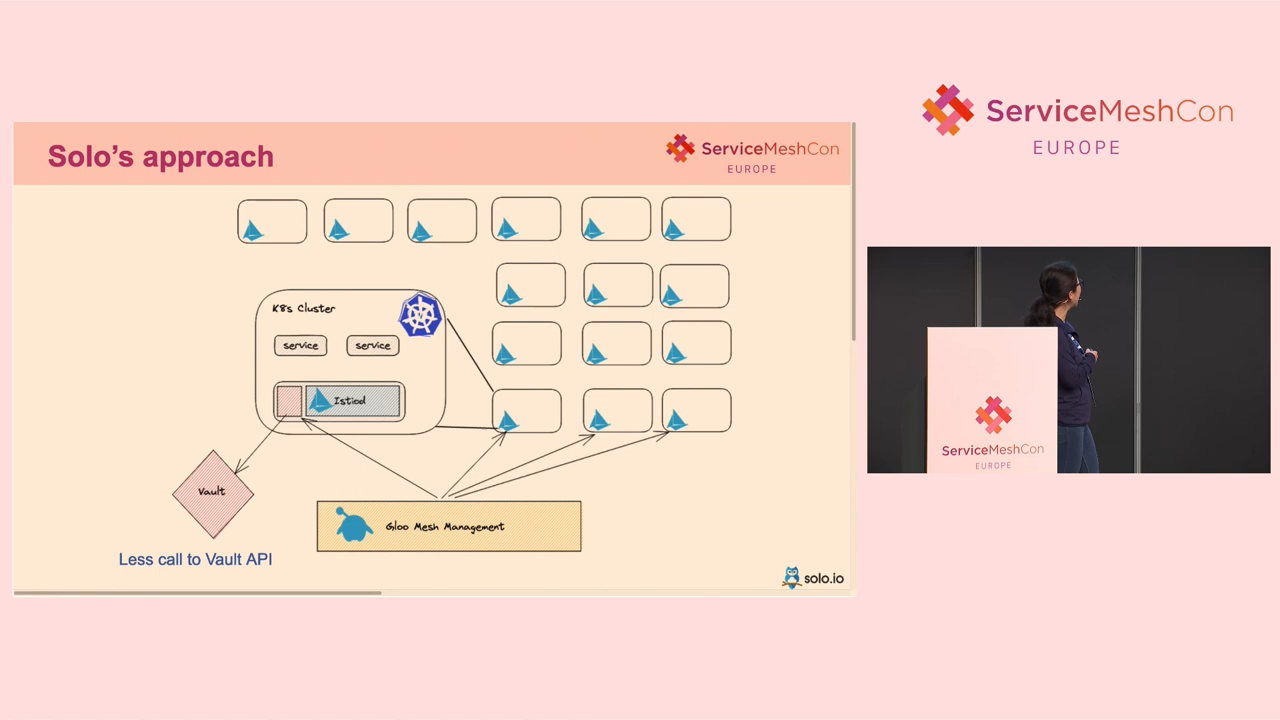 Solo's approach
ServiceMeshCon
EUROPE
K8s Cluster
service
service
Istiod
Vault
Less call to Vault API
Gloo Mesh Management
solo.io
ServiceMeshCon
EUROPE
ServiceMeshCon
EUROPE